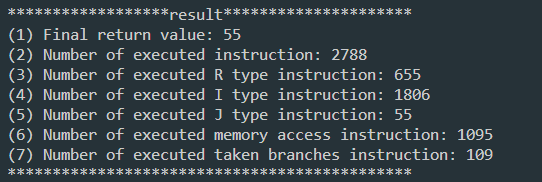 ******************result*********************
(1) Final return value: 55
(2) Number of executed instruction: 2788
(3) Number of executed R type instruction: 655
(4) Number of executed I type instruction: 1806
(5) Number of executed J type instruction: 55
(6) Number of executed memory access instruction: 1095
(7) Number of executed taken branches instruction: 109
*********************************************